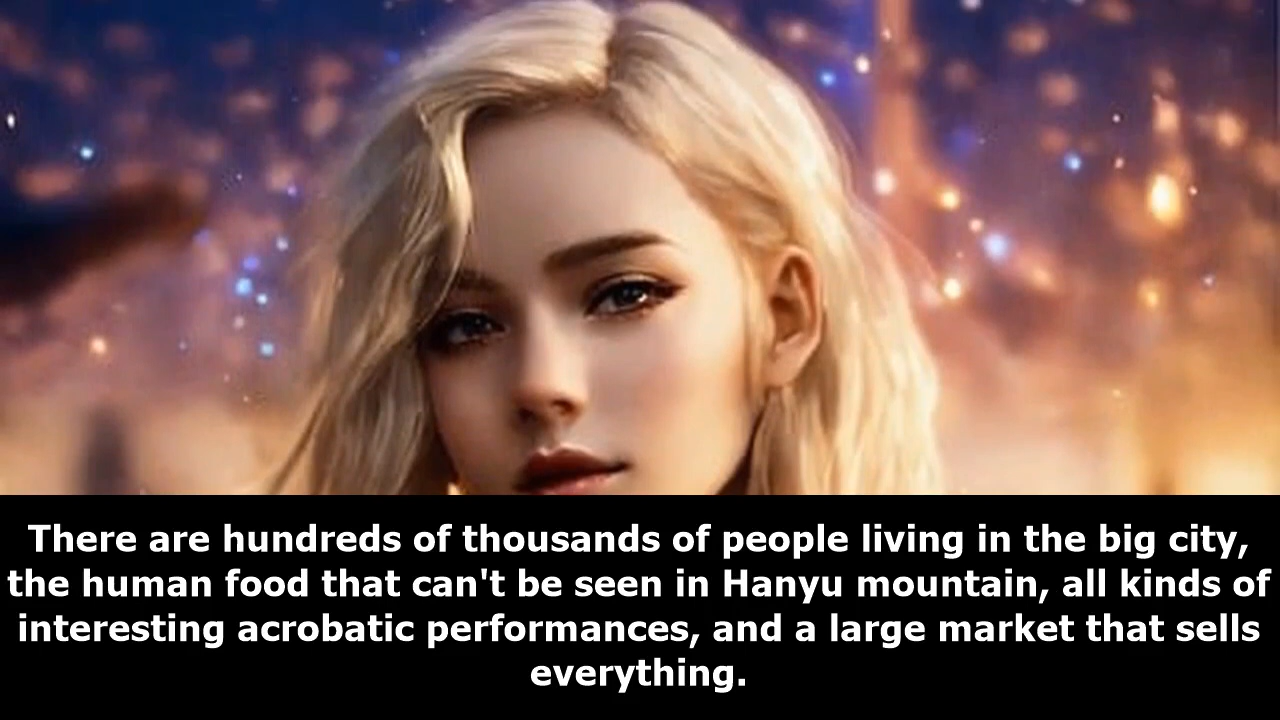 There are hundreds of thousands of people living in the big city,
the human food that can't be seen in Hanyu mountain, all kinds of
interesting acrobatic performances, and a large market that sells
everything.